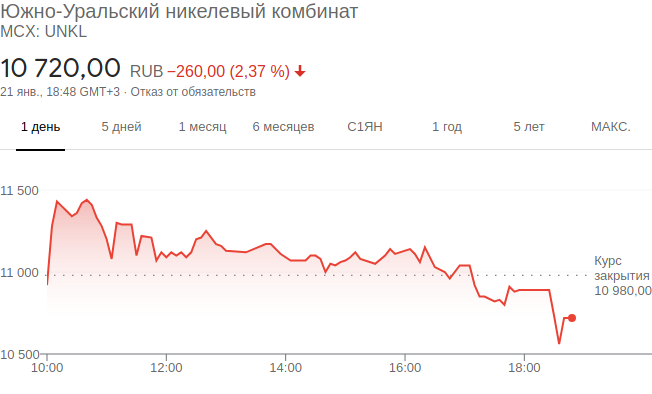 Южно-Уральский никелевый комбинат
MCX: UNKL
10 720,00 RUB −260,00 (2,37 %)
21 янв., 18:48 GMT+3 · Отказ от обязательств
1 день 5 дней 1 месяц 6 месяцев С1ЯН 1 год 5 лет МАКС.
11 500
11 000
10 500
Курс
закрытия
10 980,00
10:00 12:00 14:00 16:00 18:00